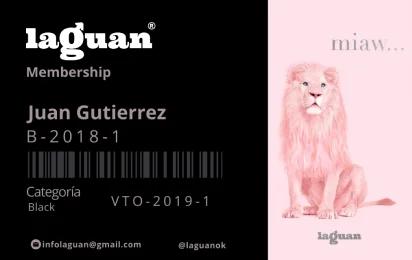 laguan®
Membership
Juan Gutierrez
B-2018-1
Categoría
Black
VTO-2019-1
infolaguan@gmail.com
@laguanok
miaw...
laguan